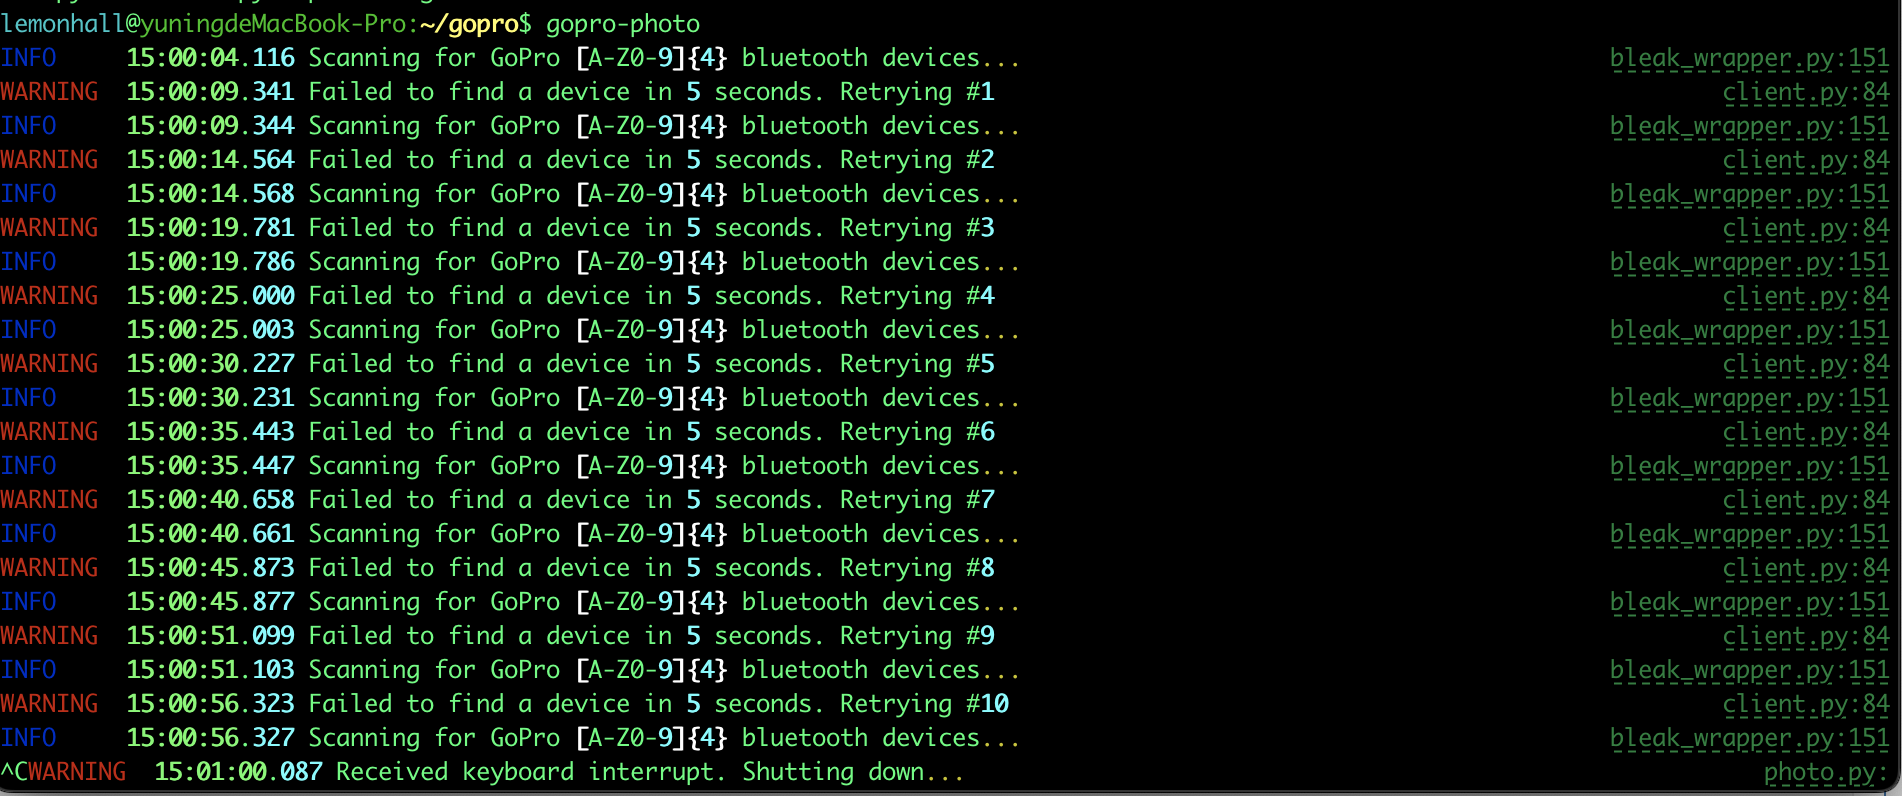 lemonhall@yuningdeMacBook-Pro:~/gopro$ gopro-photo
INFO 15:00:04.116 Scanning for GoPro [A-Z0-9]{4} bluetooth devices... bleak_wrapper.py:151
WARNING 15:00:09.341 Failed to find a device in 5 seconds. Retrying #1 client.py:84
INFO 15:00:09.344 Scanning for GoPro [A-Z0-9]{4} bluetooth devices... bleak_wrapper.py:151
WARNING 15:00:14.564 Failed to find a device in 5 seconds. Retrying #2 client.py:84
INFO 15:00:14.568 Scanning for GoPro [A-Z0-9]{4} bluetooth devices... bleak_wrapper.py:151
WARNING 15:00:19.781 Failed to find a device in 5 seconds. Retrying #3 client.py:84
INFO 15:00:19.786 Scanning for GoPro [A-Z0-9]{4} bluetooth devices... bleak_wrapper.py:151
WARNING 15:00:25.000 Failed to find a device in 5 seconds. Retrying #4 client.py:84
INFO 15:00:25.003 Scanning for GoPro [A-Z0-9]{4} bluetooth devices... bleak_wrapper.py:151
WARNING 15:00:30.227 Failed to find a device in 5 seconds. Retrying #5 client.py:84
INFO 15:00:30.231 Scanning for GoPro [A-Z0-9]{4} bluetooth devices... bleak_wrapper.py:151
WARNING 15:00:35.443 Failed to find a device in 5 seconds. Retrying #6 client.py:84
INFO 15:00:35.447 Scanning for GoPro [A-Z0-9]{4} bluetooth devices... bleak_wrapper.py:151
WARNING 15:00:40.658 Failed to find a device in 5 seconds. Retrying #7 client.py:84
INFO 15:00:40.661 Scanning for GoPro [A-Z0-9]{4} bluetooth devices... bleak_wrapper.py:151
WARNING 15:00:45.873 Failed to find a device in 5 seconds. Retrying #8 client.py:84
INFO 15:00:45.877 Scanning for GoPro [A-Z0-9]{4} bluetooth devices... bleak_wrapper.py:151
WARNING 15:00:51.099 Failed to find a device in 5 seconds. Retrying #9 client.py:84
INFO 15:00:51.103 Scanning for GoPro [A-Z0-9]{4} bluetooth devices... bleak_wrapper.py:151
WARNING 15:00:56.323 Failed to find a device in 5 seconds. Retrying #10 client.py:84
INFO 15:00:56.327 Scanning for GoPro [A-Z0-9]{4} bluetooth devices... bleak_wrapper.py:151
^CWARNING 15:01:00.087 Received keyboard interrupt. Shutting down... photo.py: